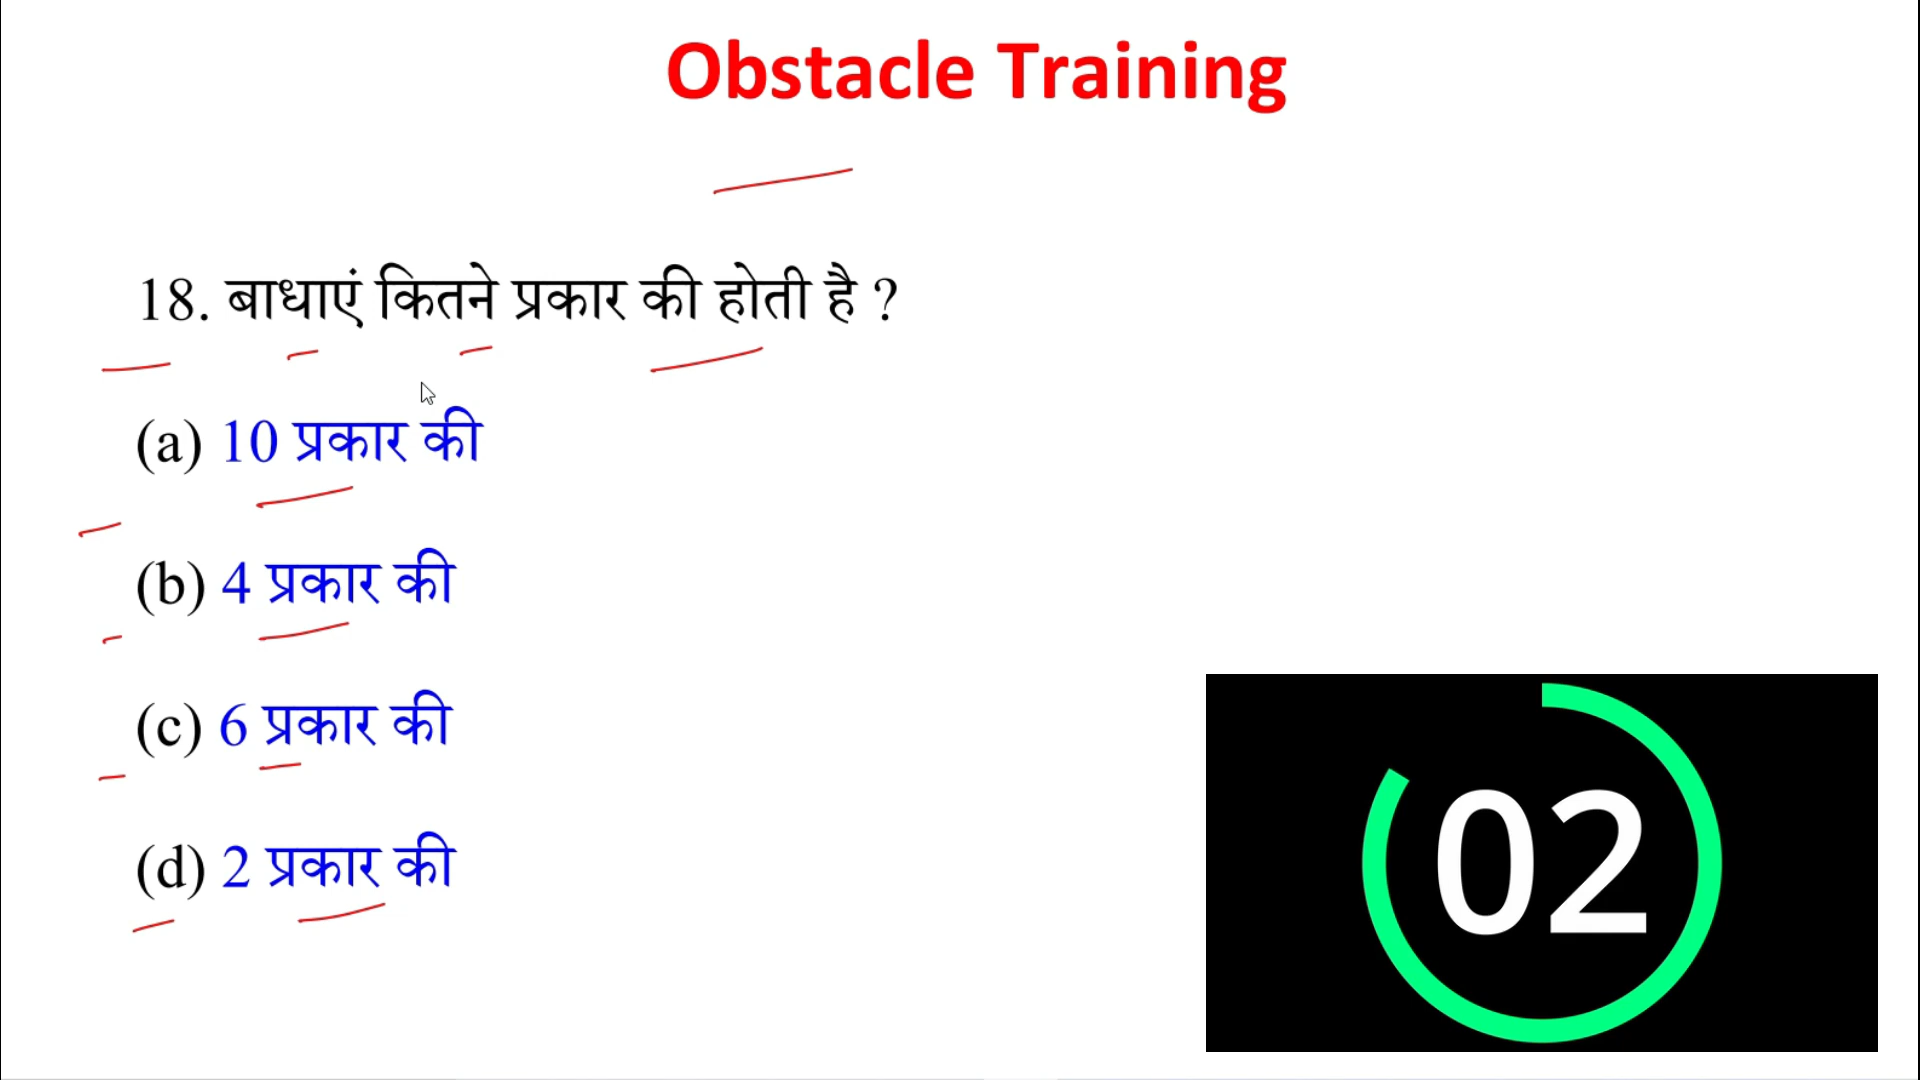 Obstacle Training
18. बाधाएं कितने प्रकार की होती है ?
(a) 10 प्रकार की
(b) 4 प्रकार की
(c) 6 प्रकार की
(d) 2 प्रकार की
02